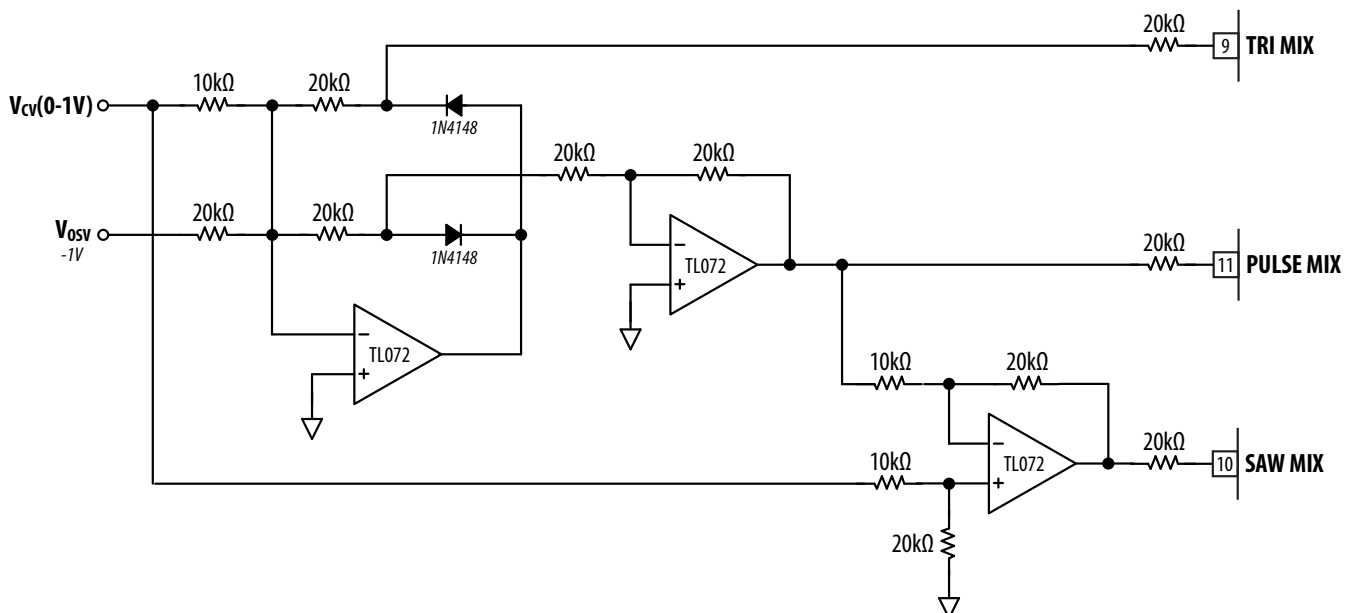 20kΩ
9 TRI MIX
10kΩ 20kΩ
VCV(0-1V)
1N4148
20kΩ 20kΩ
20kΩ 20kΩ
VOSV
-1V
1N4148
20kΩ
−
TL072
+
11 PULSE MIX
−
TL072
+
10kΩ 20kΩ
−
TL072
+
20kΩ
10 SAW MIX
10kΩ
20kΩ